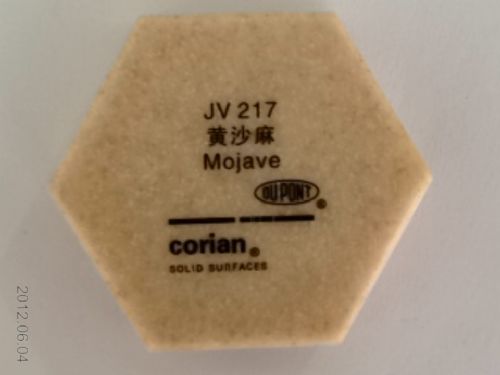 JV 217
黄沙麻
Mojave
DU PONT®
corian®
SOLID SURFACES
2012.06.04